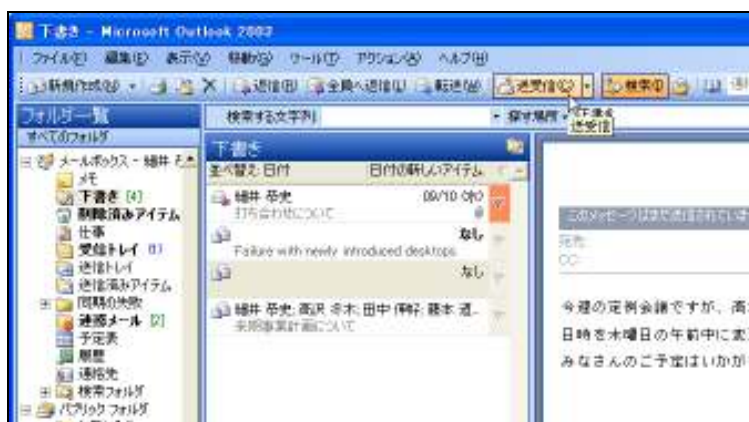 下書き - Microsoft Outlook 2003
ファイル(F) 編集(E) 表示(V) 移動(G) ツール(T) アクション(A) ヘルプ(H)
新規作成(N) 返信(R) 全員へ返信(L) 転送(W) 送受信(C) 検索(I)
フォルダ一覧
すべてのフォルダ
検索する文字列:
探す場所
下書き
送受信
メールボックス - 細井
メモ
下書き [4]
削除済みアイテム
仕事
受信トレイ (1)
送信トレイ
送信済みアイテム
同期の失敗
連絡メール [2]
予定表
履歴
連絡先
検索フォルダ
パブリック フォルダ
下書き
並べ替え: 日付 日付の新しいアイテム
細井 恭史 09/10 (水)
打ち合わせについて
なし
Failure with newly introduced desktops
なし
細井 恭史; 高沢 冬木; 田中 伸好; 藤本 道...
来期事業計画について
このメッセージはまだ送信されていま
宛先:
CC:
今週の定例会議ですが、高
日時を水曜日の午前中に変
みなさんのご予定はいかが